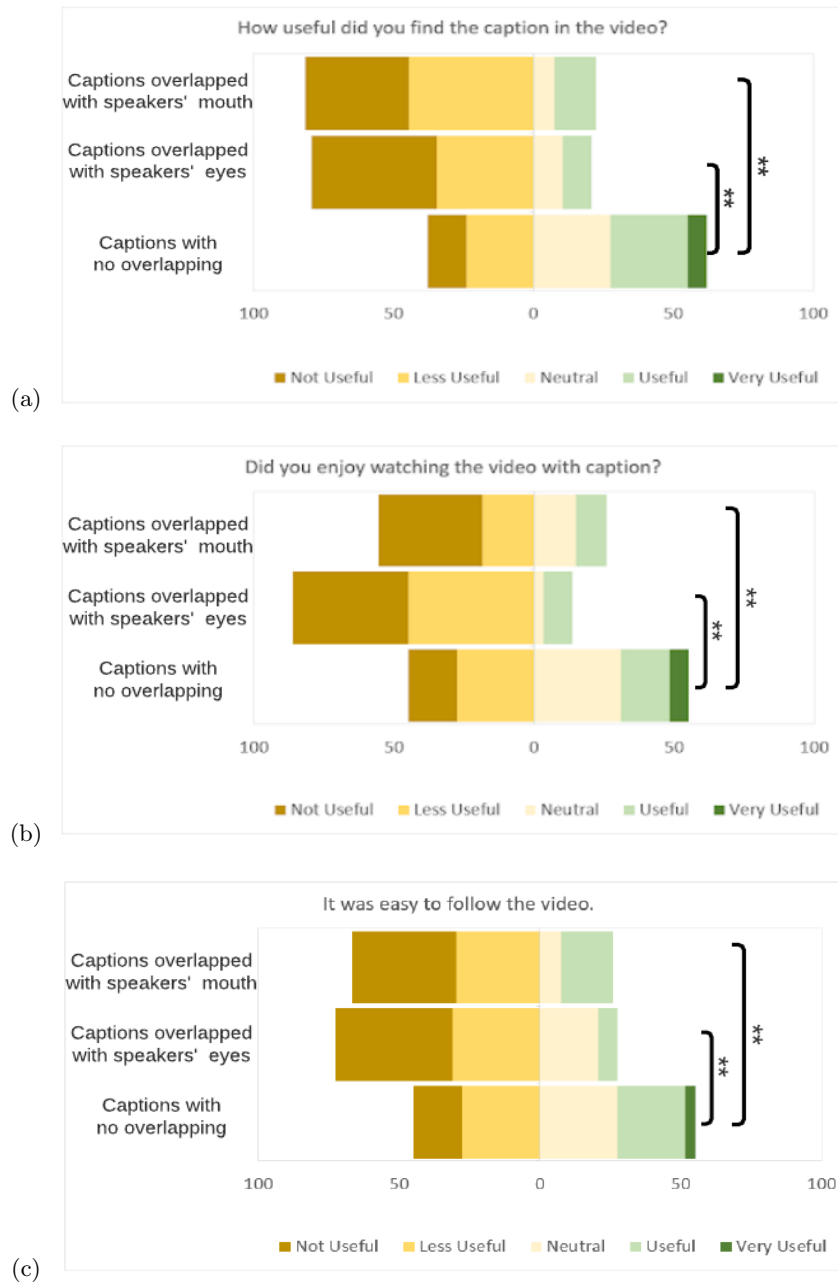 How useful did you find the caption in the video?
Captions overlapped
with speakers' mouth
Captions overlapped
with speakers' eyes
Captions with
no overlapping
**
**
100 50 0 50 100
Not Useful Less Useful Neutral Useful Very Useful
(a)
Did you enjoy watching the video with caption?
Captions overlapped
with speakers' mouth
Captions overlapped
with speakers' eyes
Captions with
no overlapping
**
**
100 50 0 50 100
Not Useful Less Useful Neutral Useful Very Useful
(b)
It was easy to follow the video.
Captions overlapped
with speakers' mouth
Captions overlapped
with speakers' eyes
Captions with
no overlapping
**
**
100 50 0 50 100
Not Useful Less Useful Neutral Useful Very Useful
(c)